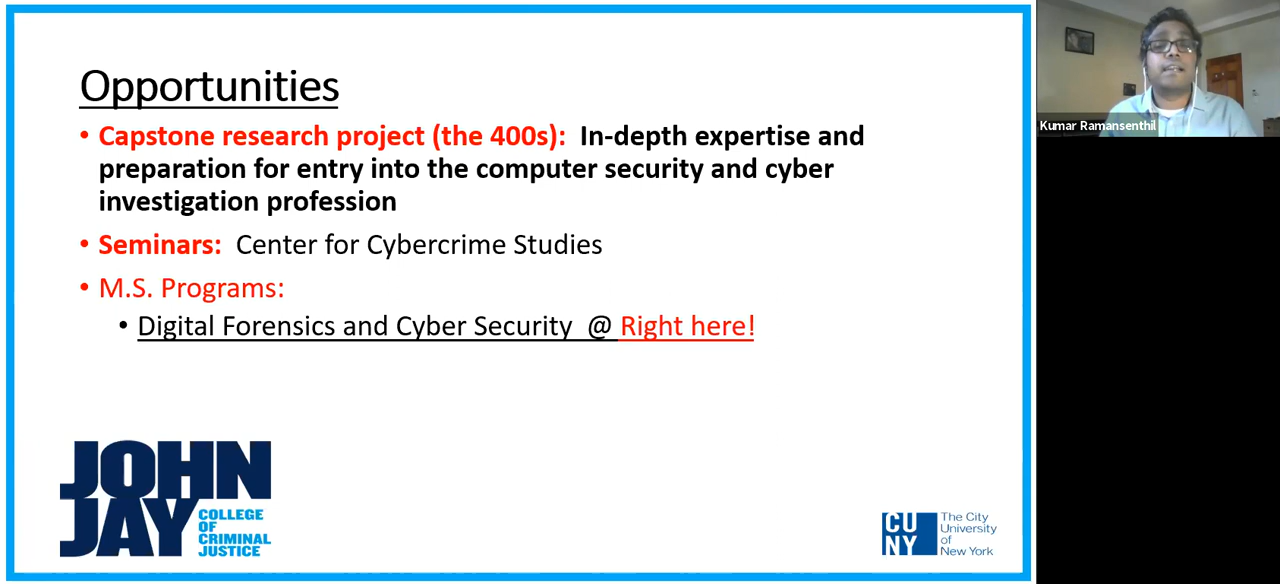 Opportunities
• Capstone research project (the 400s):  In-depth expertise and
preparation for entry into the computer security and cyber
investigation profession
• Seminars:  Center for Cybercrime Studies
• M.S. Programs:
• Digital Forensics and Cyber Security  @ Right here!
JOHN
JAY
COLLEGE
OF
CRIMINAL
JUSTICE
CU
NY
The City
University
of
New York
Kumar Ramansenthil